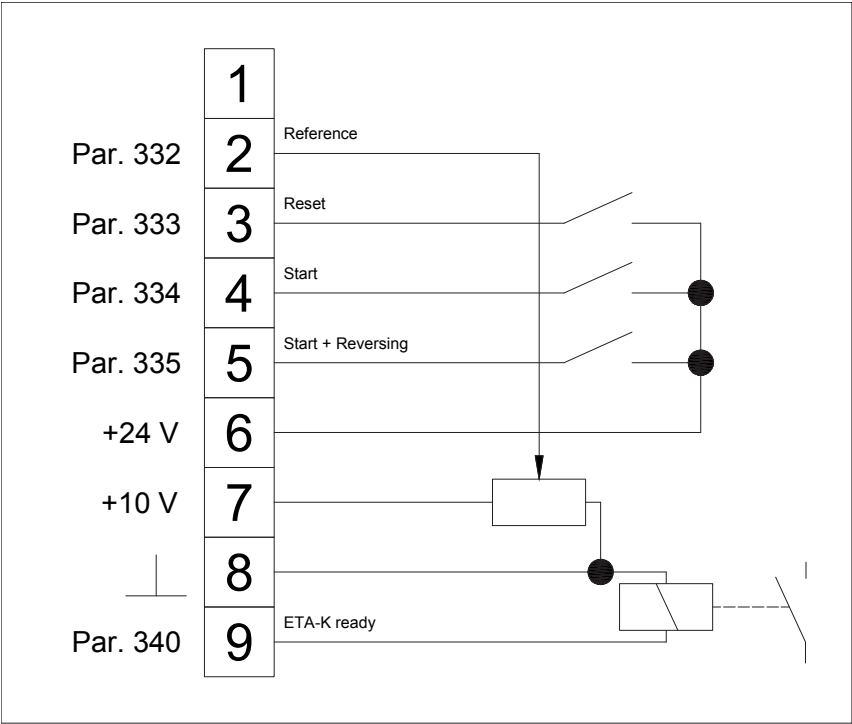 1
Par. 332 2 Reference
Par. 333 3 Reset
Par. 334 4 Start
Par. 335 5 Start + Reversing
+24 V 6
+10 V 7
8
Par. 340 9 ETA-K ready